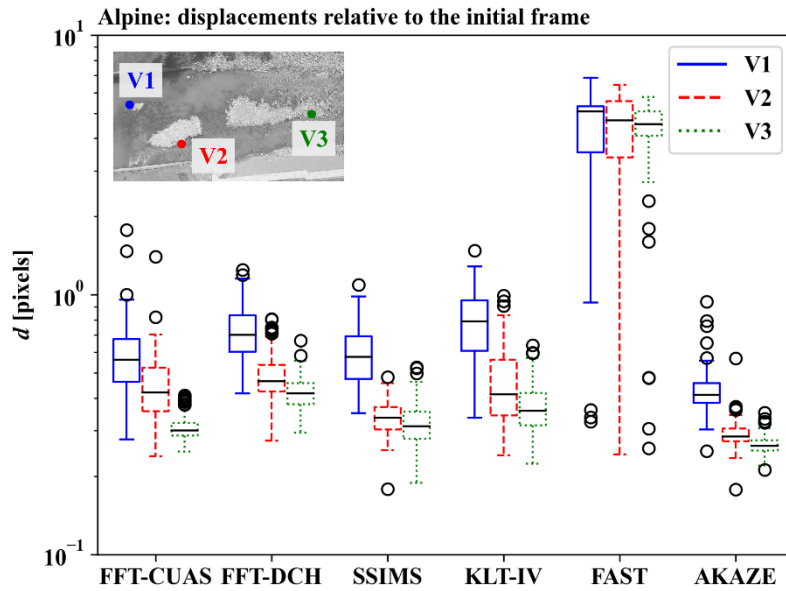 Alpine: displacements relative to the initial frame
10^1
V1
V2
V3
V1
V2
V3
d [pixels]
10^0
10^-1
FFT-CUAS FFT-DCH SSIMS KLT-IV FAST AKAZE